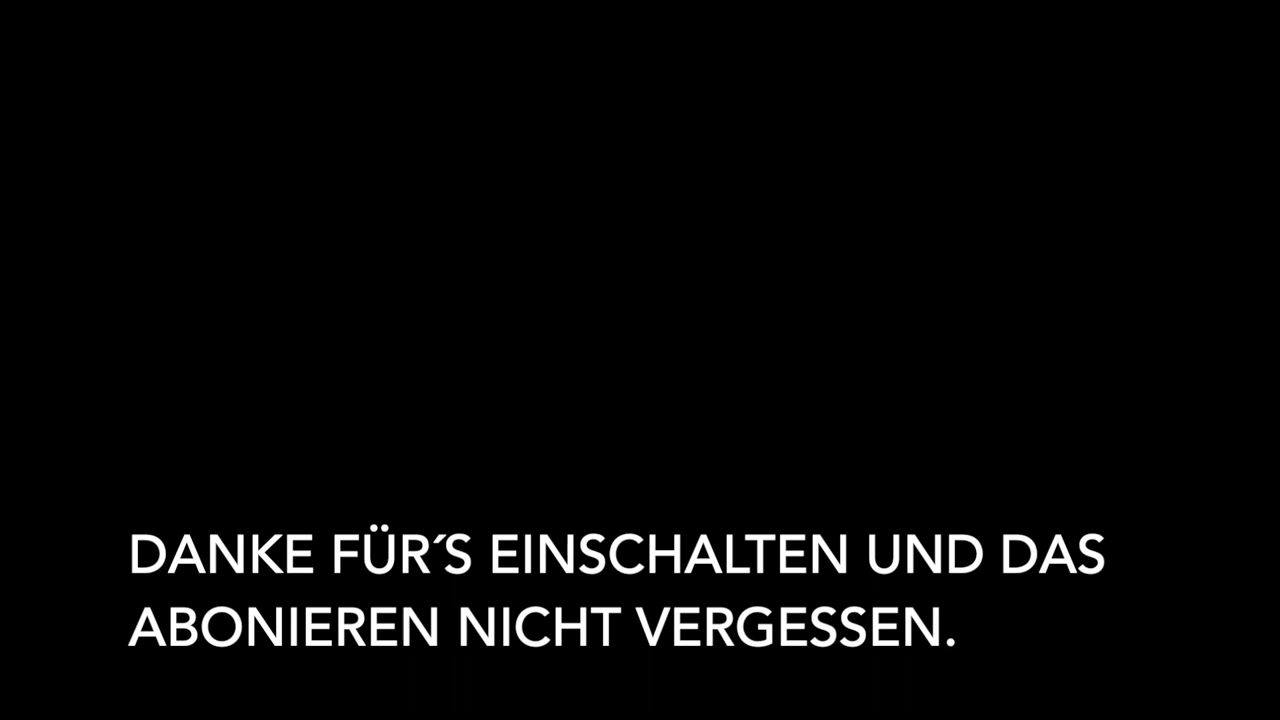 DANKE FÜR´S EINSCHALTEN UND DAS
ABONIEREN NICHT VERGESSEN.